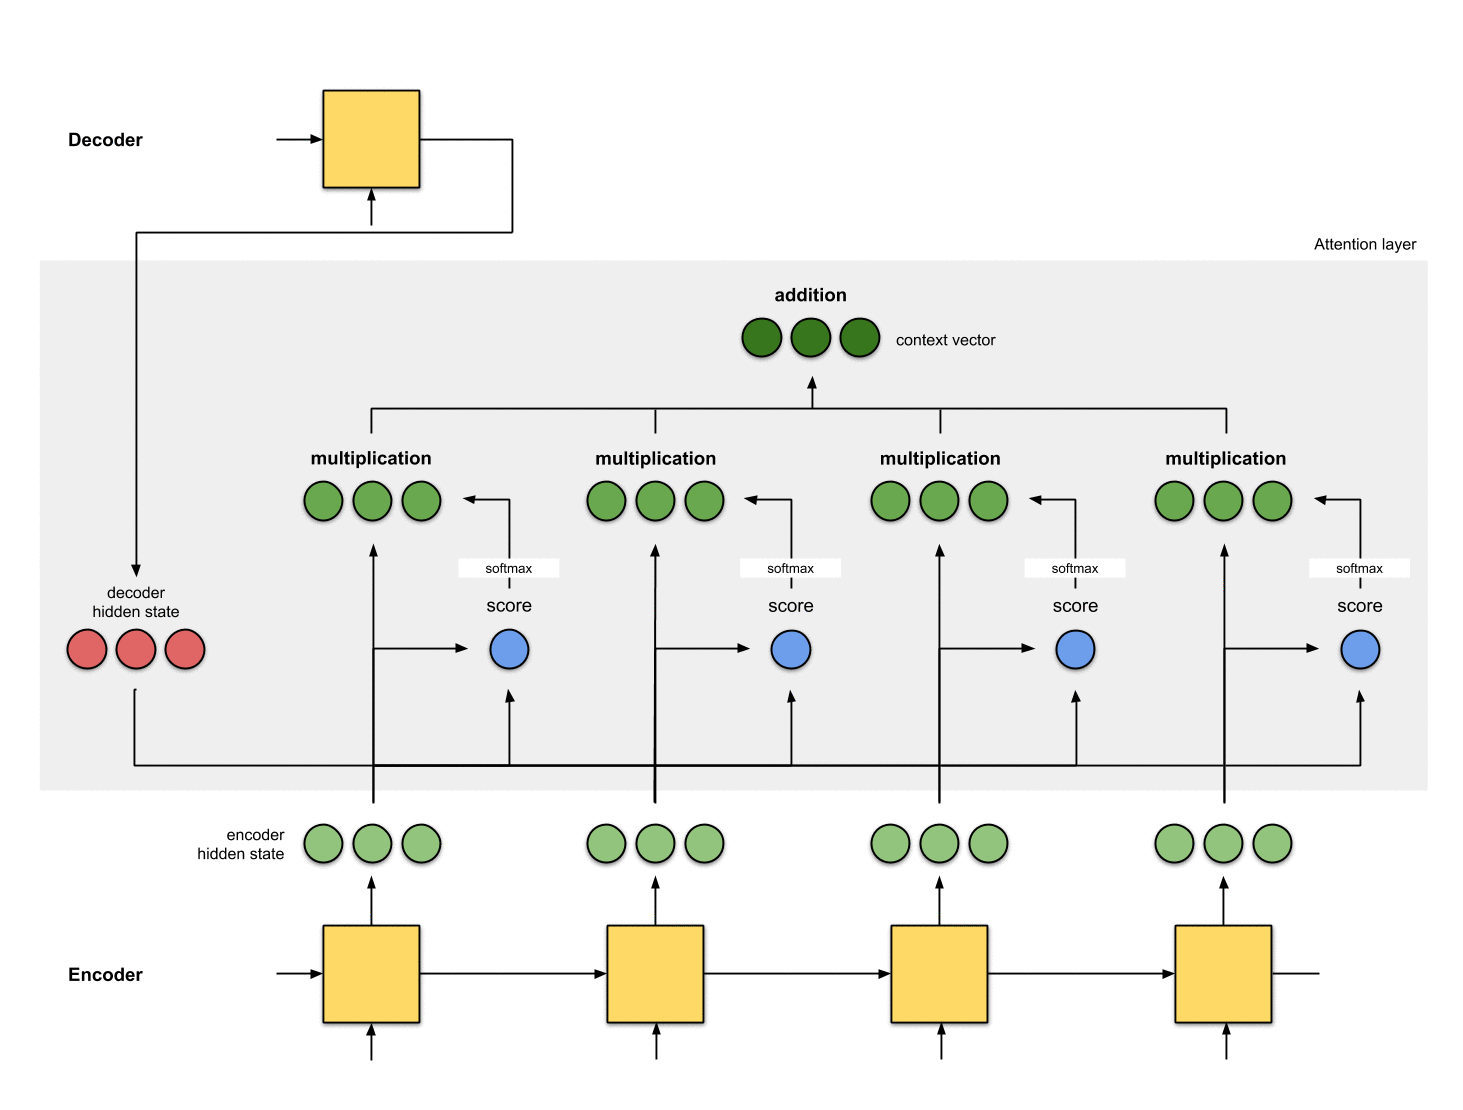 Decoder
Attention layer
addition
context vector
multiplication
multiplication
multiplication
multiplication
softmax
softmax
softmax
softmax
decoder
hidden state
score
score
score
score
encoder
hidden state
Encoder